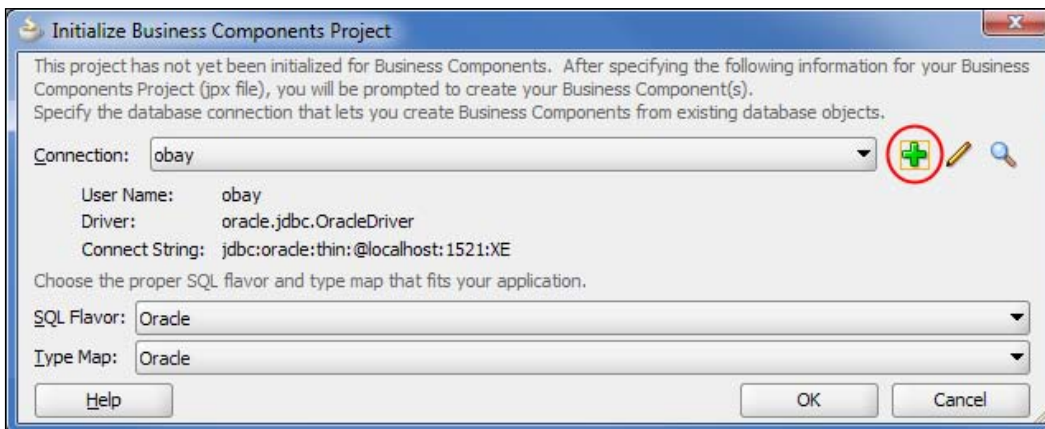 Initialize Business Components Project
This project has not yet been initialized for Business Components. After specifying the following information for your Business
Components Project (jpx file), you will be prompted to create your Business Component(s).
Specify the database connection that lets you create Business Components from existing database objects.
Connection: obay
User Name: obay
Driver: oracle.jdbc.OracleDriver
Connect String: jdbc:oracle:thin:@localhost:1521:XE
Choose the proper SQL flavor and type map that fits your application.
SQL Flavor: Oracle
Type Map: Oracle
Help OK Cancel